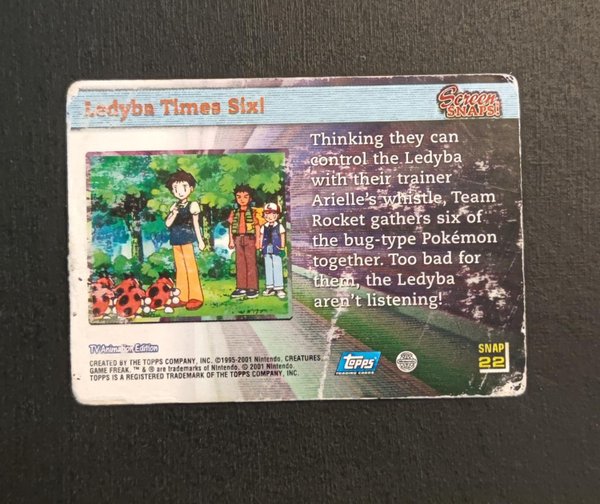 Ledyba Times Six!
Screen
SNAPS!
Thinking they can
control the Ledyba
with their trainer
Arielle's whistle, Team
Rocket gathers six of
the bug-type Pokémon
together. Too bad for
them, the Ledyba
aren't listening!
TV Animation Edition
CREATED BY THE TOPPS COMPANY, INC. ©1995-2001 Nintendo, CREATURES,
GAME FREAK. ™ & ® are trademarks of Nintendo. © 2001 Nintendo.
TOPPS IS A REGISTERED TRADEMARK OF THE TOPPS COMPANY, INC.
Topps
TRADING CARDS
SNAP
22